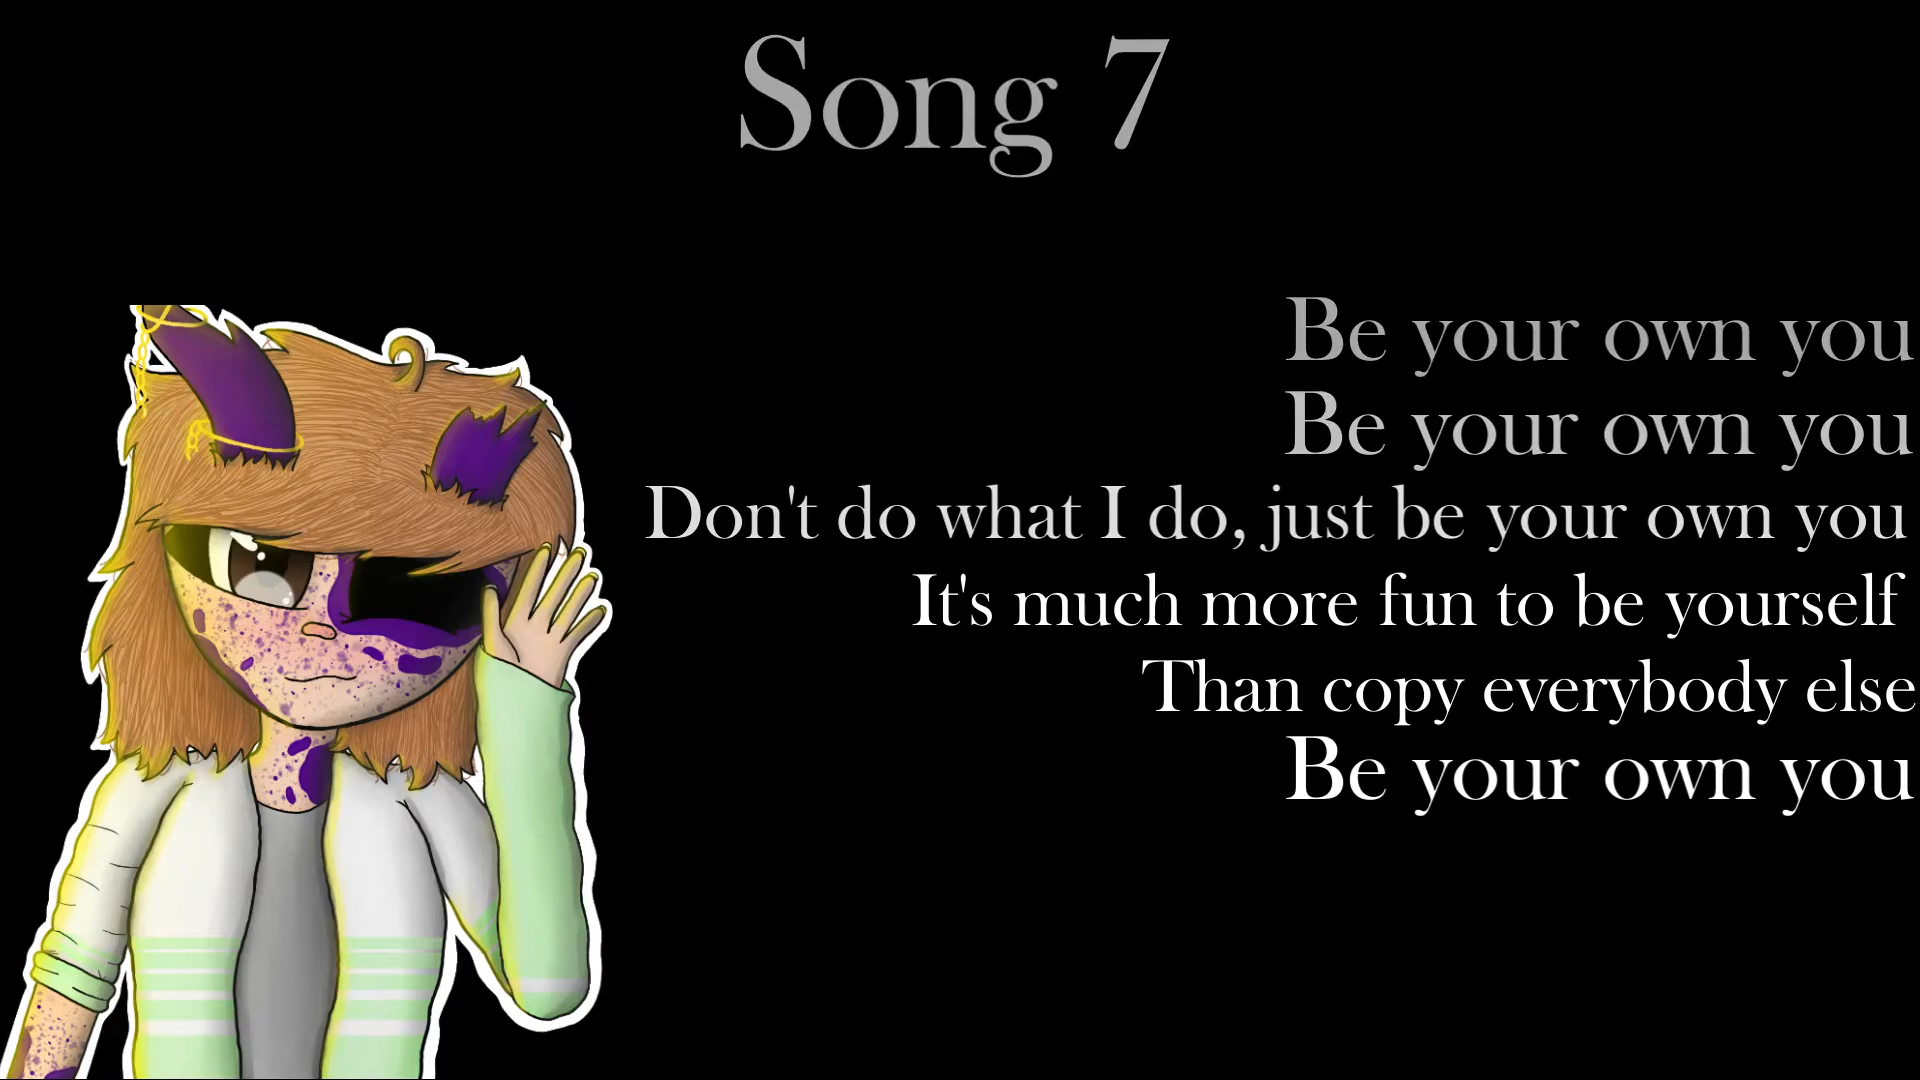 Song 7
Be your own you
Be your own you
Don't do what I do, just be your own you
It's much more fun to be yourself
Than copy everybody else
Be your own you